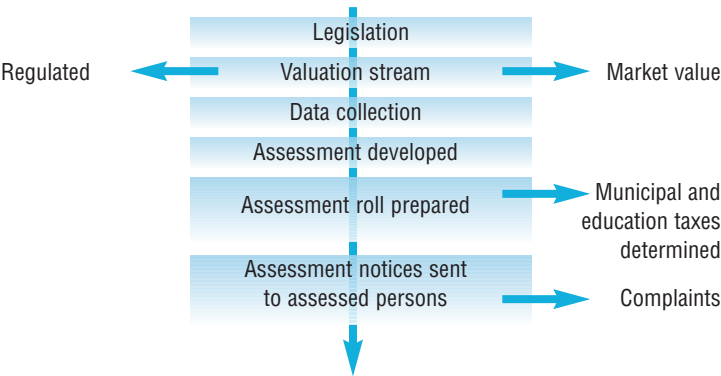 Legislation
Regulated
Valuation stream
Market value
Data collection
Assessment developed
Assessment roll prepared
Municipal and
education taxes
determined
Assessment notices sent
to assessed persons
Complaints